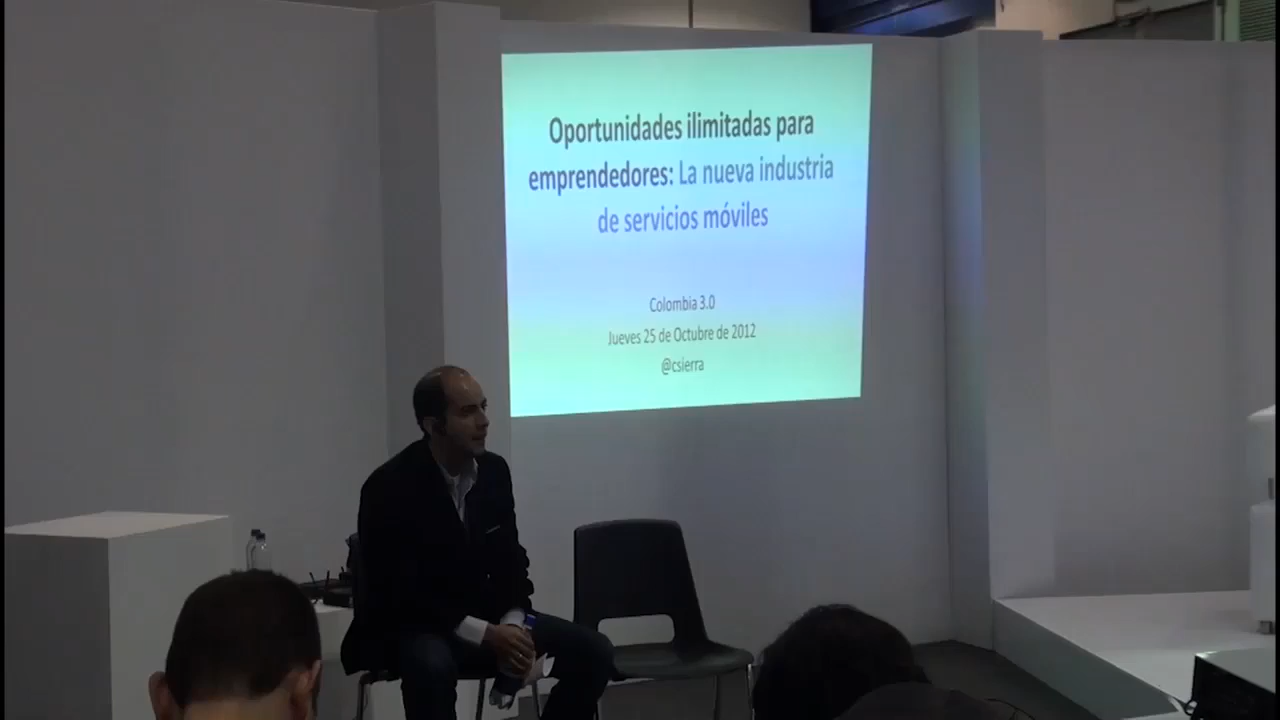 Oportunidades ilimitadas para
emprendedores: La nueva industria
de servicios móviles
Colombia 3.0
Jueves 25 de Octubre de 2012
@csierra